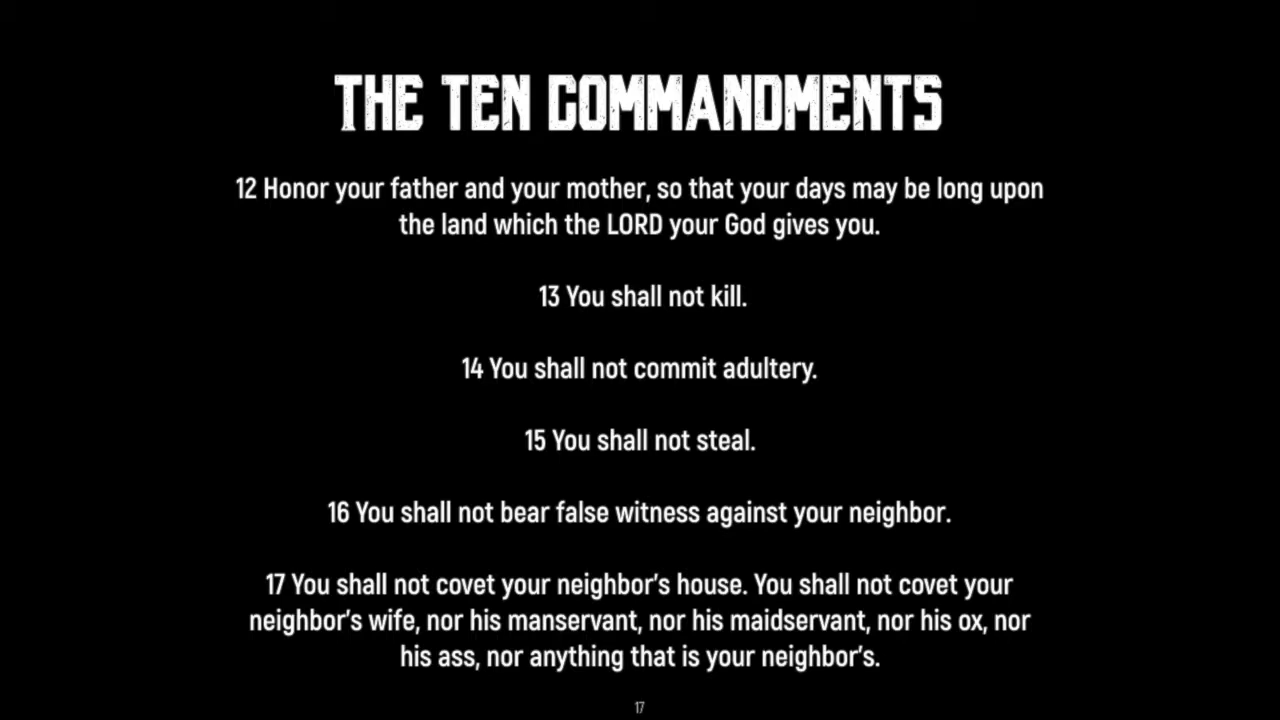 THE TEN COMMANDMENTS
12 Honor your father and your mother, so that your days may be long upon
the land which the LORD your God gives you.
13 You shall not kill.
14 You shall not commit adultery.
15 You shall not steal.
16 You shall not bear false witness against your neighbor.
17 You shall not covet your neighbor’s house. You shall not covet your
neighbor’s wife, nor his manservant, nor his maidservant, nor his ox, nor
his ass, nor anything that is your neighbor’s.
17